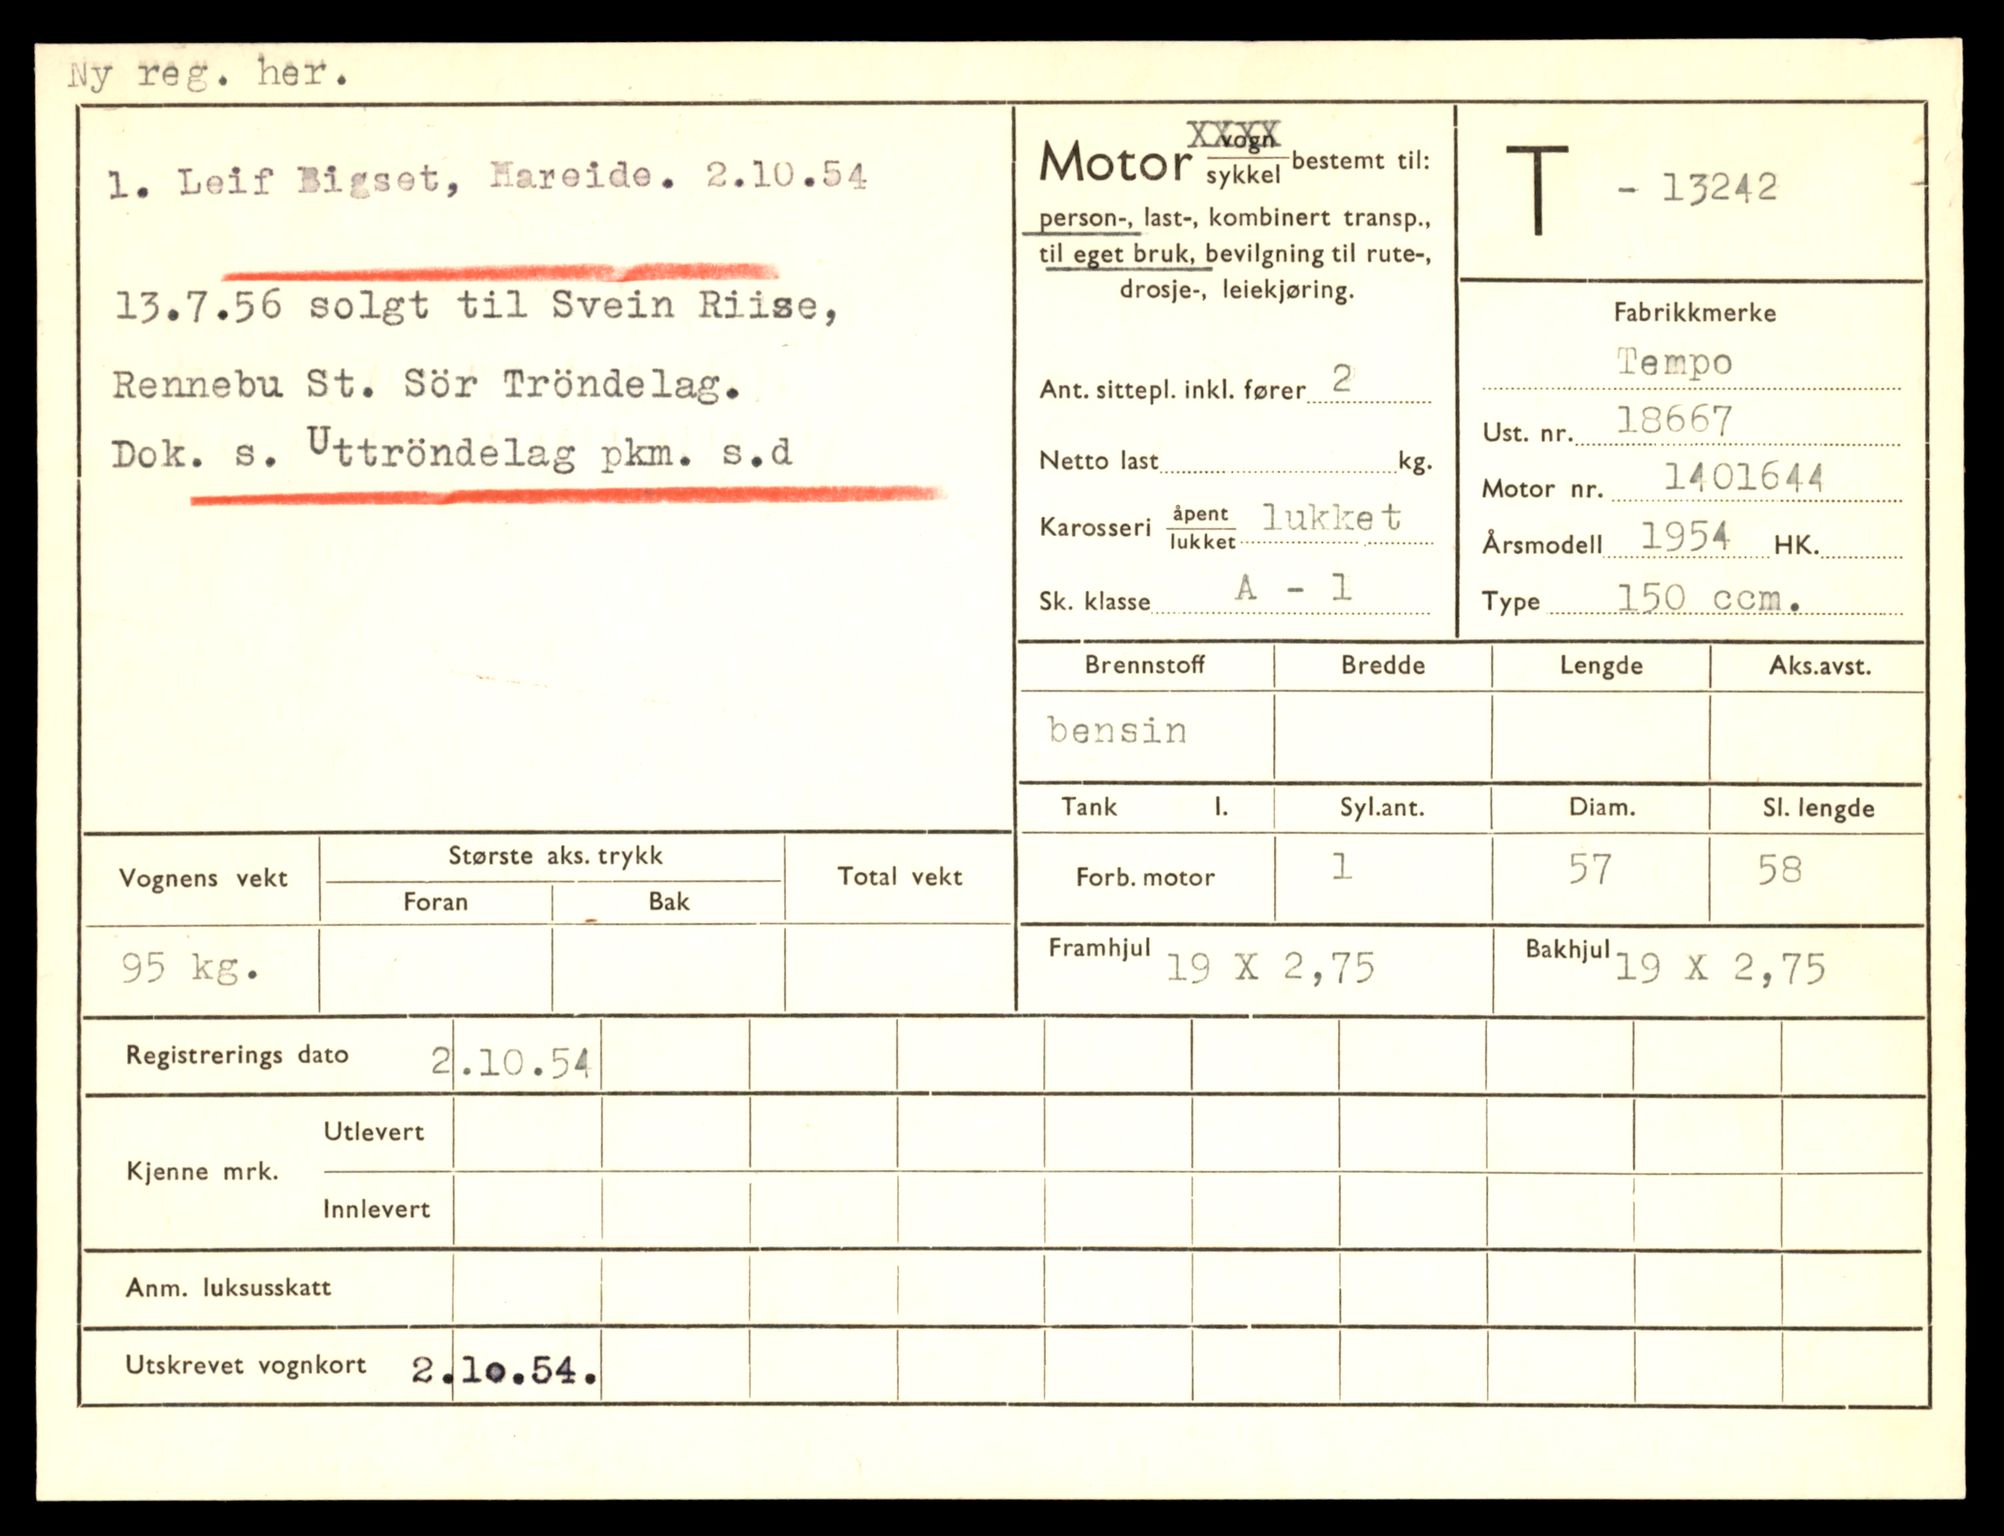 Ny reg. her.
1. Leif Bigset, Hareide. 2.10.54
13.7.56 solgt til Svein Riise,
Rennebu St. Sör Tröndelag.
Dok. s. Uttröndelag pkm. s.d
Motor vogn XXXX
sykkel bestemt til:
person-, last-, kombinert transp.,
til eget bruk, bevilgning til rute-,
drosje-, leiekjøring.
Ant. sittepl. inkl. fører 2
Netto last kg.
Karosseri åpent
lukket lukket
Sk. klasse A - 1
T - 13242
Fabrikkmerke
Tempo
Ust. nr. 18667
Motor nr. 1401644
Årsmodell 1954 HK.
Type 150 ccm.
Brennstoff Bredde Lengde Aks.avst.
bensin
Tank l. Syl.ant. Diam. Sl. lengde
Forb. motor 1 57 58
Framhjul 19 X 2,75 Bakhjul 19 X 2,75
Vognens vekt Største aks. trykk Total vekt
Foran Bak
95 kg.
Registrerings dato 2.10.54
Kjenne mrk. Utlevert
Innlevert
Anm. luksusskatt
Utskrevet vognkort 2.10.54.